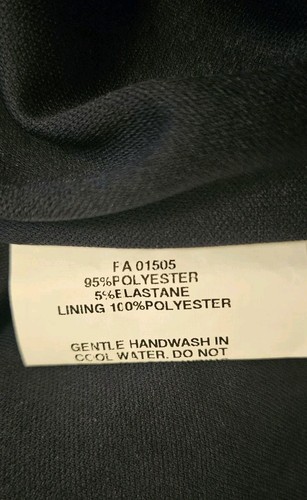 FA 01505
95%POLYESTER
5%ELASTANE
LINING 100%POLYESTER
GENTLE HANDWASH IN
COOL WATER. DO NOT